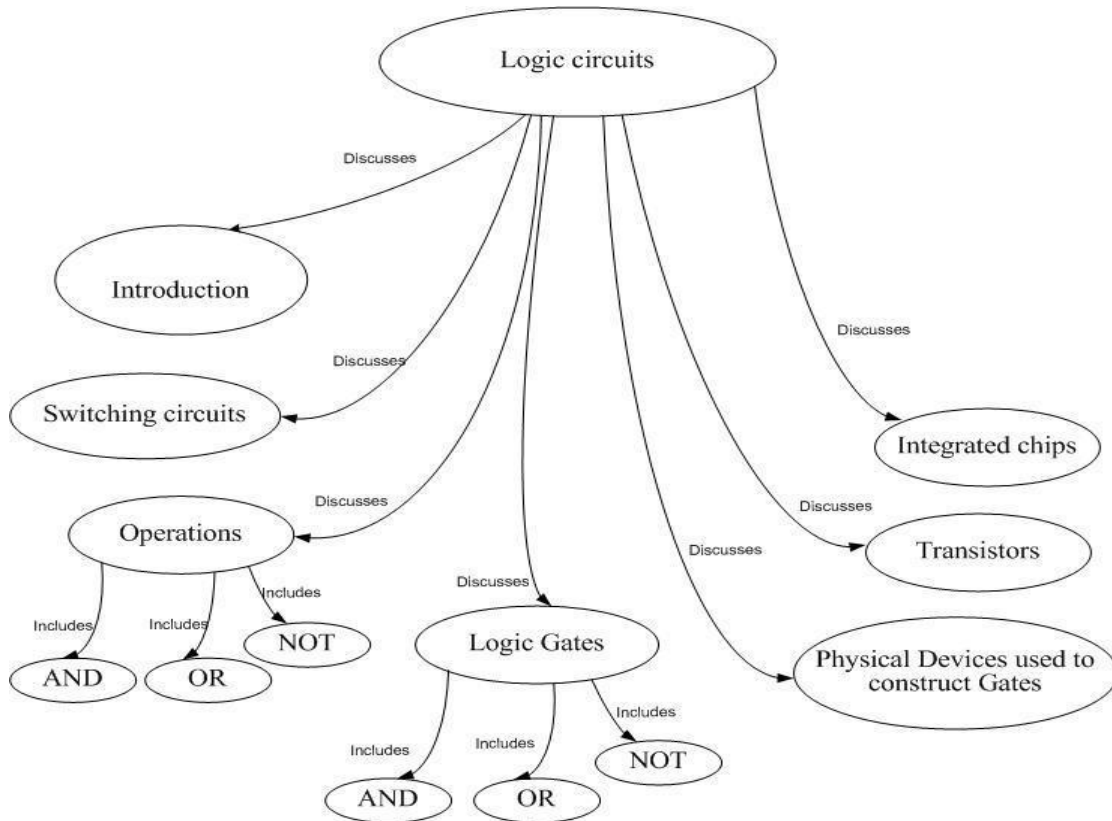 Logic circuits
Discusses
Introduction
Discusses
Switching circuits
Discusses
Operations
Includes
AND
Includes
OR
Includes
NOT
Discusses
Logic Gates
Includes
AND
Includes
OR
Includes
NOT
Discusses
Physical Devices used to
construct Gates
Discusses
Transistors
Discusses
Integrated chips